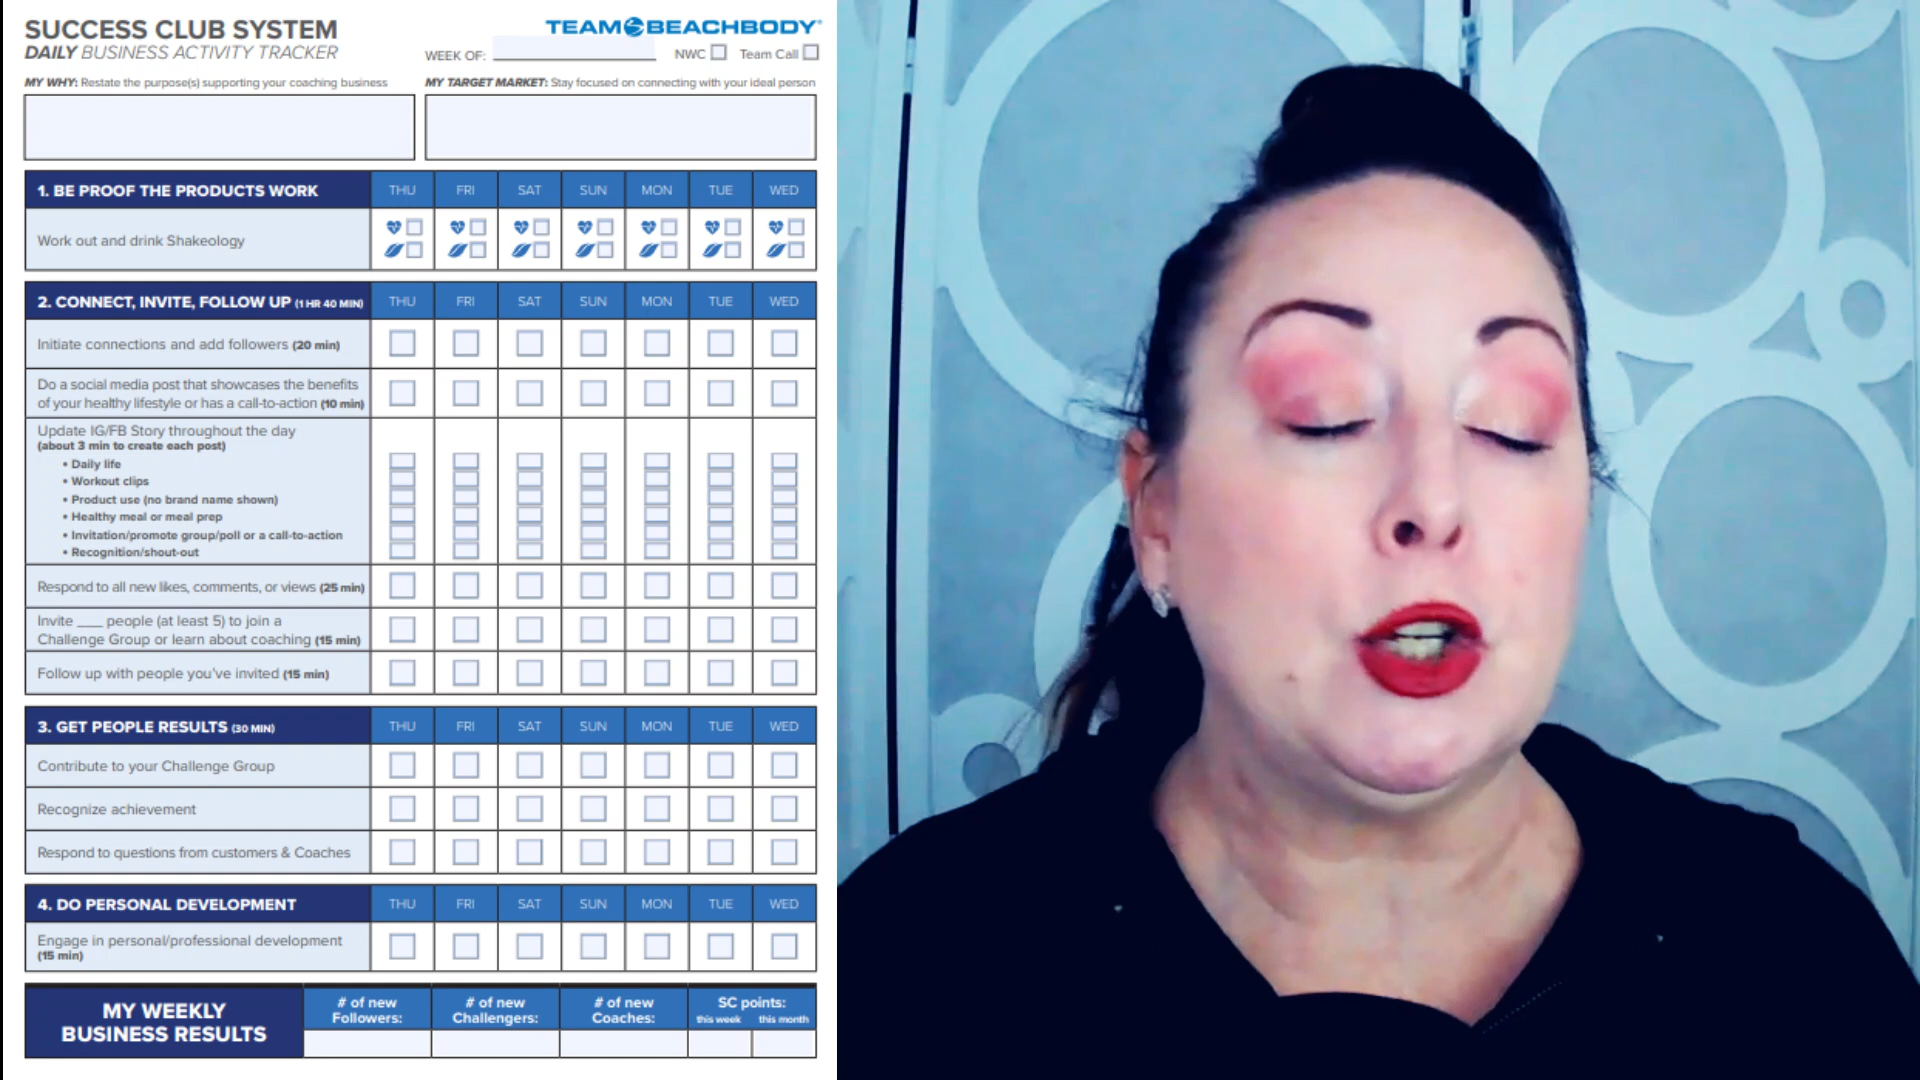 SUCCESS CLUB SYSTEM
DAILY BUSINESS ACTIVITY TRACKER
TEAMBEACHBODY®
WEEK OF:
NWC
Team Call
MY WHY: Restate the purpose(s) supporting your coaching business
MY TARGET MARKET: Stay focused on connecting with your ideal person
1. BE PROOF THE PRODUCTS WORK THU FRI SAT SUN MON TUE WED
Work out and drink Shakeology
2. CONNECT, INVITE, FOLLOW UP (1 HR 40 MIN) THU FRI SAT SUN MON TUE WED
Initiate connections and add followers (20 min)
Do a social media post that showcases the benefits
of your healthy lifestyle or has a call-to-action (10 min)
Update IG/FB Story throughout the day
(about 3 min to create each post)
• Daily life
• Workout clips
• Product use (no brand name shown)
• Healthy meal or meal prep
• Invitation/promote group/poll or a call-to-action
• Recognition/shout-out
Respond to all new likes, comments, or views (25 min)
Invite ___ people (at least 5) to join a
Challenge Group or learn about coaching (15 min)
Follow up with people you've invited (15 min)
3. GET PEOPLE RESULTS (30 MIN) THU FRI SAT SUN MON TUE WED
Contribute to your Challenge Group
Recognize achievement
Respond to questions from customers & Coaches
4. DO PERSONAL DEVELOPMENT THU FRI SAT SUN MON TUE WED
Engage in personal/professional development
(15 min)
MY WEEKLY
BUSINESS RESULTS
# of new
Followers:
# of new
Challengers:
# of new
Coaches:
SC points:
this week this month